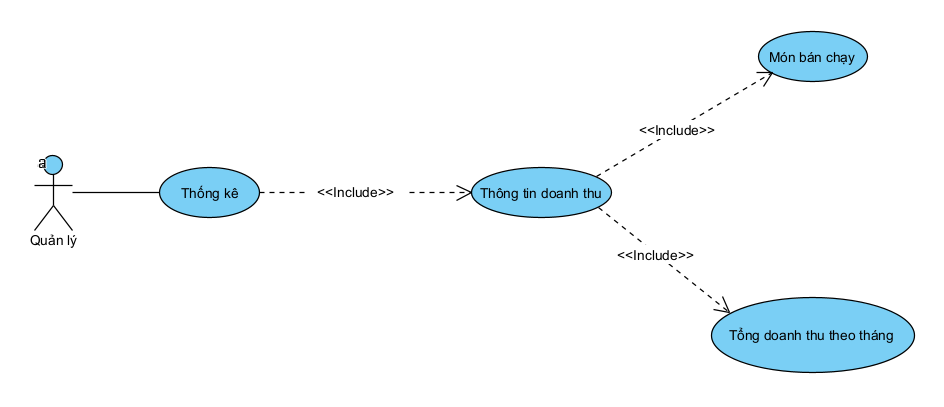 Món bán chạy
<<Include>>
a
Thống kê
<<Include>>
Thông tin doanh thu
Quản lý
<<Include>>
Tổng doanh thu theo tháng